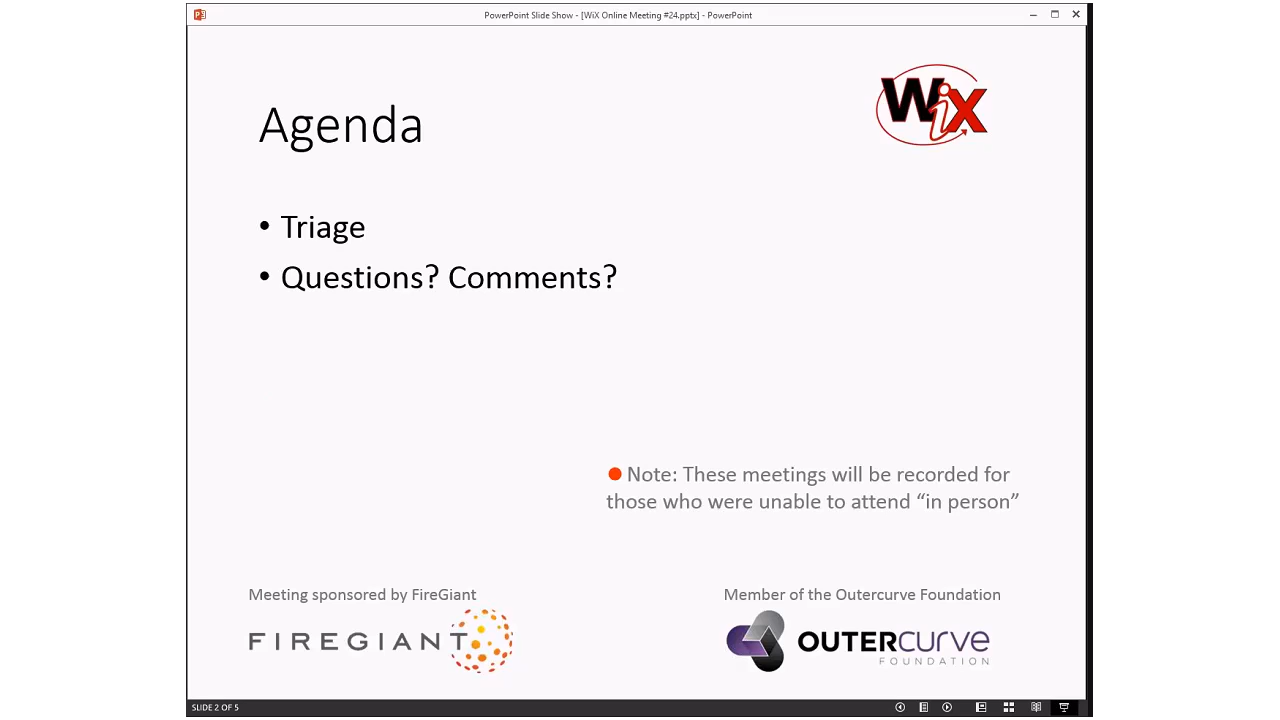 PowerPoint Slide Show - [WiX Online Meeting #24.pptx] - PowerPoint
WiX
Agenda
• Triage
• Questions? Comments?
Note: These meetings will be recorded for
those who were unable to attend “in person”
Meeting sponsored by FireGiant
FIREGIANT
Member of the Outercurve Foundation
OUTERCURVE
FOUNDATION
SLIDE 2 OF 5